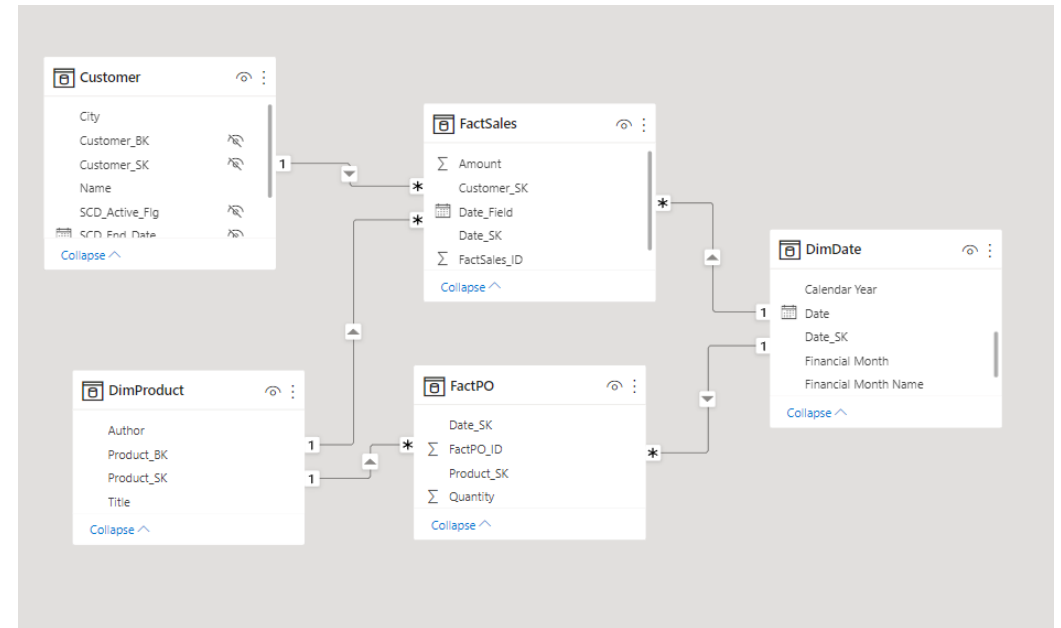 Customer
City
Customer_BK
Customer_SK
Name
SCD_Active_Flg
SCD_End_Date
Collapse
1
*
*
FactSales
Amount
Customer_SK
Date_Field
Date_SK
FactSales_ID
Collapse
*
DimDate
Calendar Year
Date
Date_SK
Financial Month
Financial Month Name
Collapse
1
1
DimProduct
Author
Product_BK
Product_SK
Title
Collapse
1
1
*
FactPO
Date_SK
FactPO_ID
Product_SK
Quantity
Collapse
*